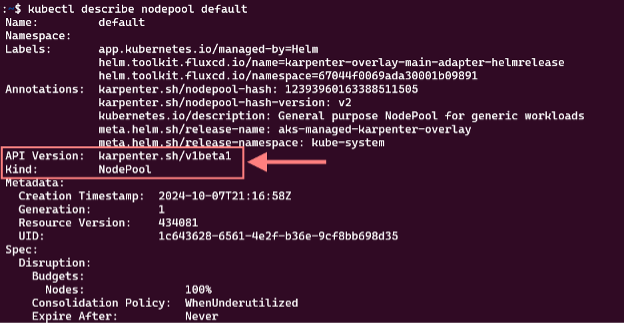 :~$ kubectl describe nodepool default
Name: default
Namespace:
Labels: app.kubernetes.io/managed-by=Helm
helm.toolkit.fluxcd.io/name=karpenter-overlay-main-adapter-helmrelease
helm.toolkit.fluxcd.io/namespace=67044f0069ada30001b09891
Annotations: karpenter.sh/nodepool-hash: 12393960163388511505
karpenter.sh/nodepool-hash-version: v2
kubernetes.io/description: General purpose NodePool for generic workloads
meta.helm.sh/release-name: aks-managed-karpenter-overlay
meta.helm.sh/release-namespace: kube-system
API Version: karpenter.sh/v1beta1
Kind: NodePool
Metadata:
Creation Timestamp: 2024-10-07T21:16:58Z
Generation: 1
Resource Version: 434081
UID: 1c643628-6561-4e2f-b36e-9cf8bb698d35
Spec:
Disruption:
Budgets:
Nodes: 100%
Consolidation Policy: WhenUnderutilized
Expire After: Never